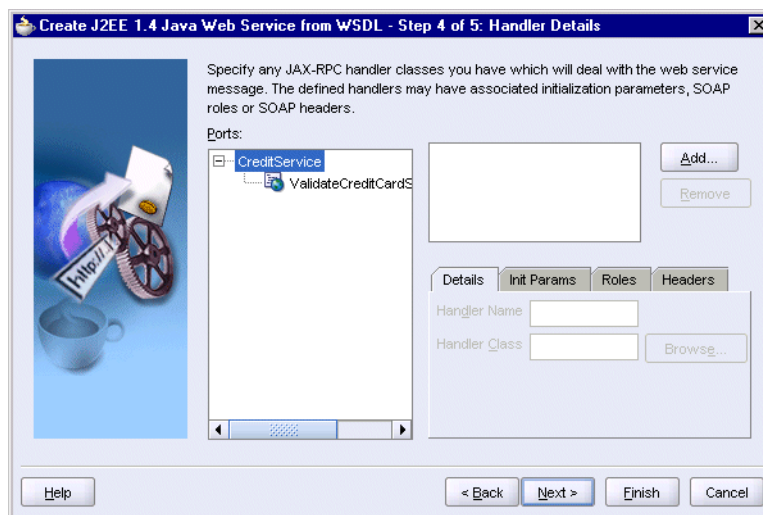 Create J2EE 1.4 Java Web Service from WSDL - Step 4 of 5: Handler Details
Specify any JAX-RPC handler classes you have which will deal with the web service
message. The defined handlers may have associated initialization parameters, SOAP
roles or SOAP headers.
Ports:
CreditService
ValidateCreditCardS
Add...
Remove
Details
Init Params
Roles
Headers
Handler Name
Handler Class
Browse...
http://
Help
< Back
Next >
Finish
Cancel